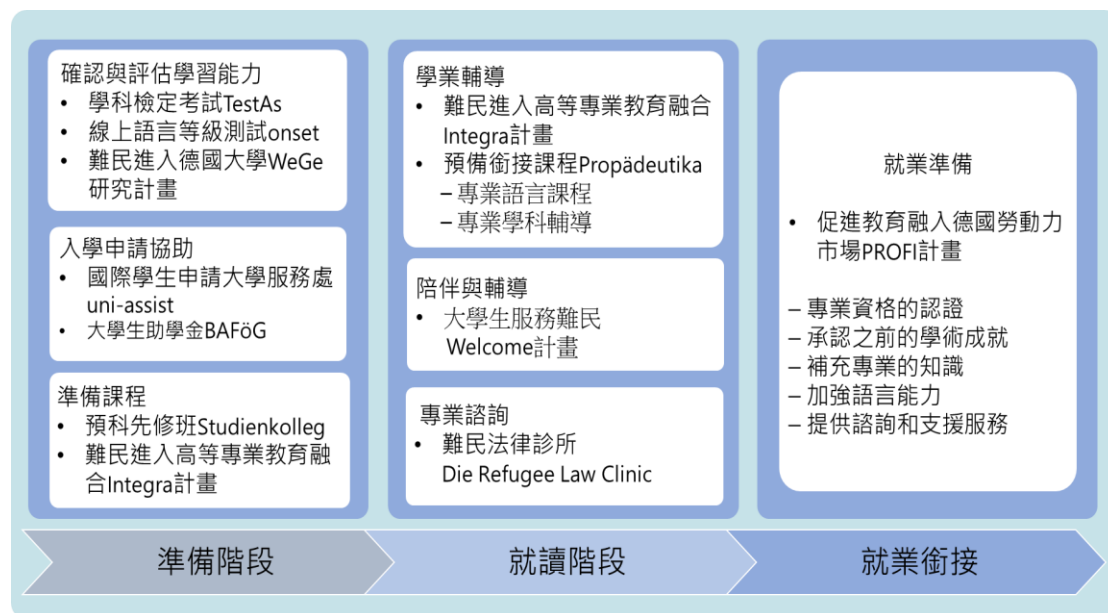 確認與評估學習能力
• 學科檢定考試TestAs
• 線上語言等級測試onset
• 難民進入德國大學WeGe
研究計畫
入學申請協助
• 國際學生申請大學服務處
uni-assist
• 大學生助學金BAFöG
準備課程
• 預科先修班Studienkolleg
• 難民進入高等專業教育融
合Integra計畫
學業輔導
• 難民進入高等專業教育融合
Integra計畫
• 預備銜接課程Propädeutika
– 專業語言課程
– 專業學科輔導
陪伴與輔導
• 大學生服務難民
Welcome計畫
專業諮詢
• 難民法律診所
Die Refugee Law Clinic
就業準備
• 促進教育融入德國勞動力
市場PROFI計畫
– 專業資格的認證
– 承認之前的學術成就
– 補充專業的知識
– 加強語言能力
– 提供諮詢和支援服務
準備階段
就讀階段
就業銜接